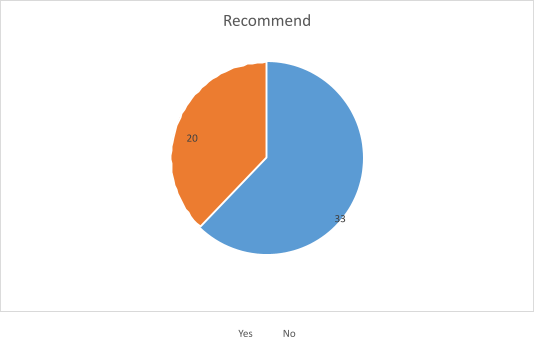 Recommend
20
33
Yes No